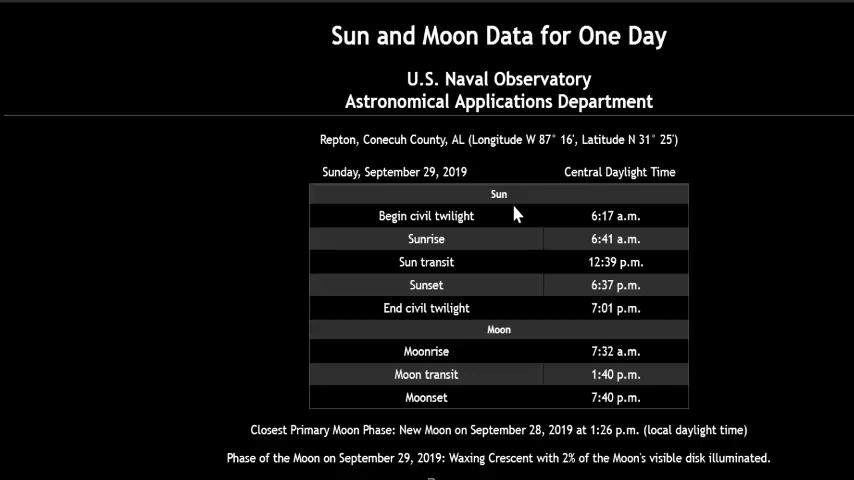 Sun and Moon Data for One Day
U.S. Naval Observatory
Astronomical Applications Department
Repton, Conecuh County, AL (Longitude W 87° 16', Latitude N 31° 25')
Sunday, September 29, 2019 Central Daylight Time
Sun
Begin civil twilight 6:17 a.m.
Sunrise 6:41 a.m.
Sun transit 12:39 p.m.
Sunset 6:37 p.m.
End civil twilight 7:01 p.m.
Moon
Moonrise 7:32 a.m.
Moon transit 1:40 p.m.
Moonset 7:40 p.m.
Closest Primary Moon Phase: New Moon on September 28, 2019 at 1:26 p.m. (local daylight time)
Phase of the Moon on September 29, 2019: Waxing Crescent with 2% of the Moon's visible disk illuminated.